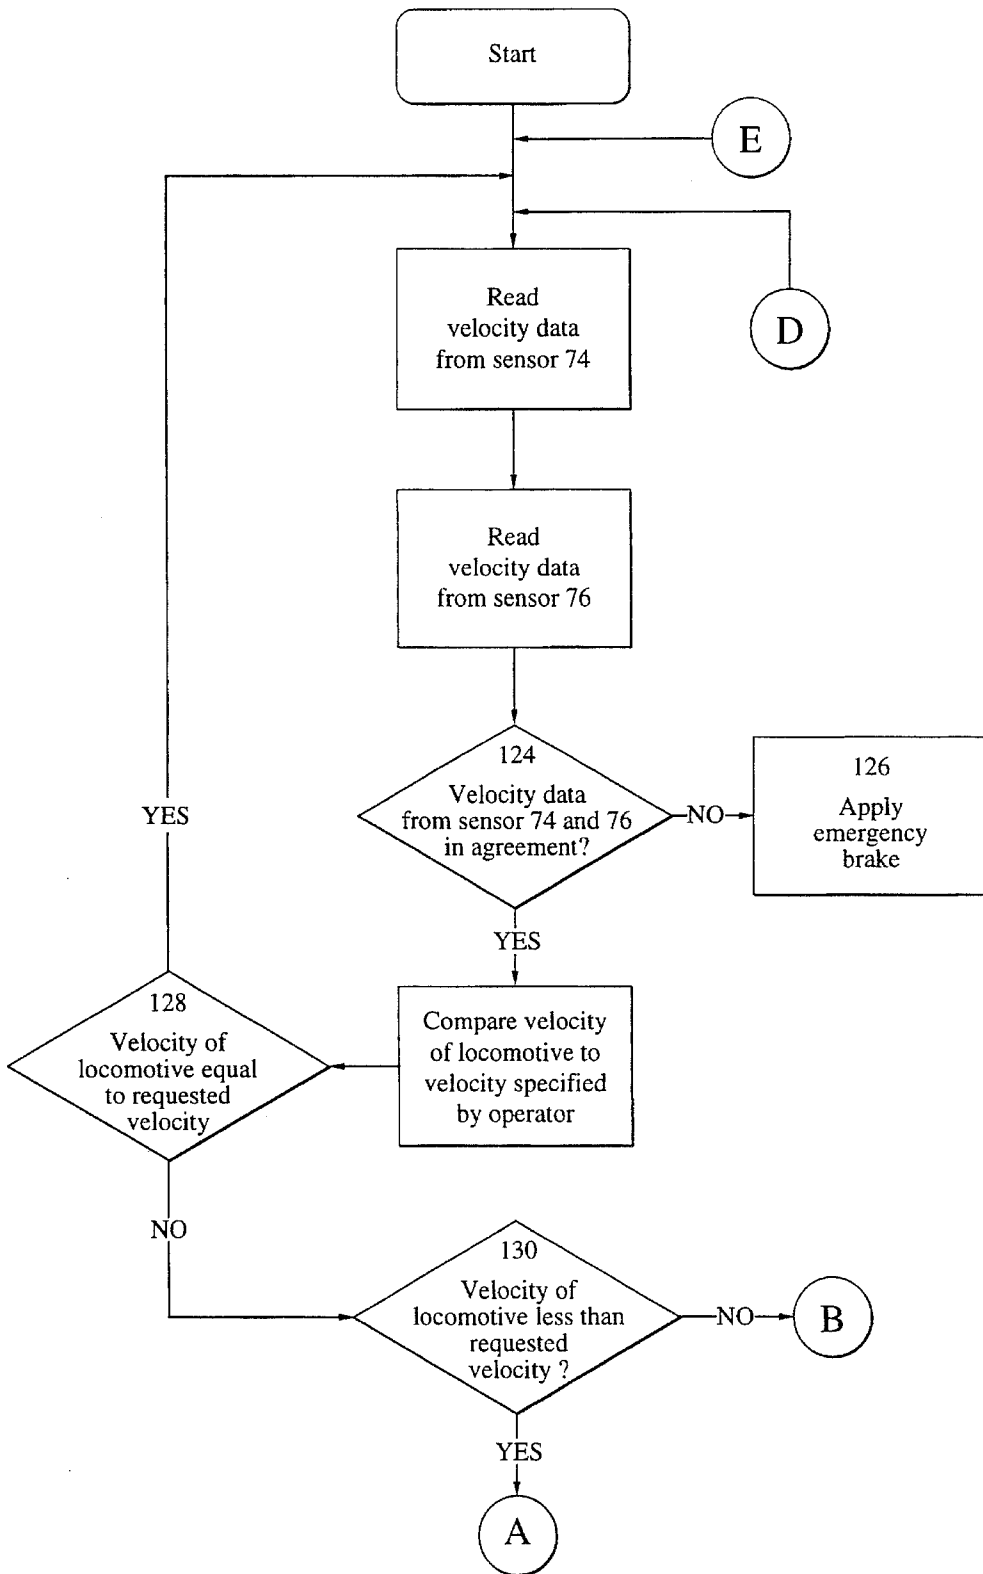 Start
E
D
Read
velocity data
from sensor 74
Read
velocity data
from sensor 76
124
Velocity data
from sensor 74 and 76
in agreement?
NO
126
Apply
emergency
brake
YES
YES
128
Velocity of
locomotive equal
to requested
velocity
Compare velocity
of locomotive to
velocity specified
by operator
NO
130
Velocity of
locomotive less than
requested
velocity ?
NO
B
YES
A